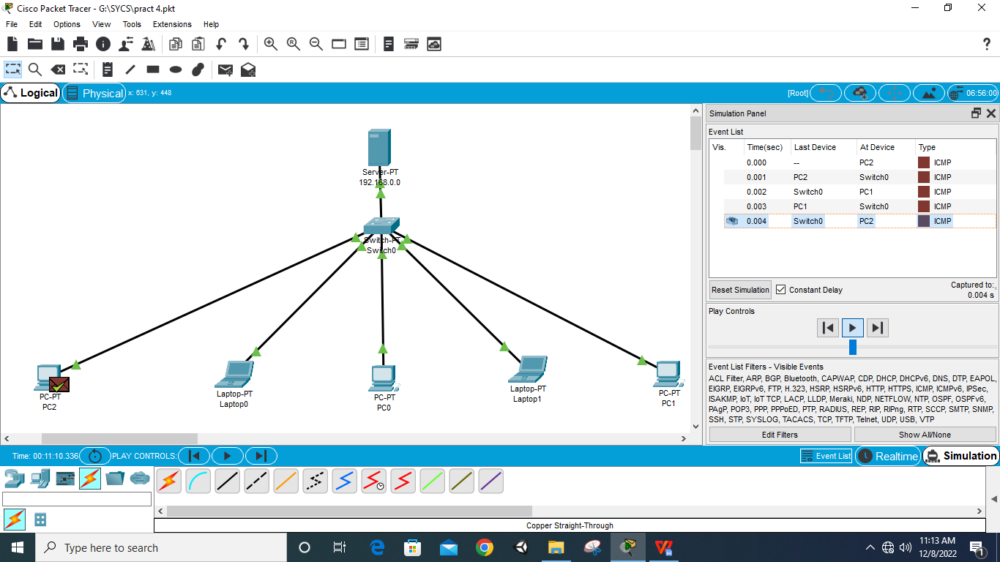 Cisco Packet Tracer - G:\SYCS\pract 4.pkt
File Edit Options View Tools Extensions Help
Logical Physical x: 631, y: 448 [Root] 06:56:00
Server-PT
192.168.0.0
Switch-PT
Switch0
PC-PT
PC2
Laptop-PT
Laptop0
PC-PT
PC0
Laptop-PT
Laptop1
PC-PT
PC1
Simulation Panel
Event List
Vis. Time(sec) Last Device At Device Type
0.000 -- PC2 ICMP
0.001 PC2 Switch0 ICMP
0.002 Switch0 PC1 ICMP
0.003 PC1 Switch0 ICMP
0.004 Switch0 PC2 ICMP
Reset Simulation Constant Delay Captured to:
0.004 s
Play Controls
Event List Filters - Visible Events
ACL Filter, ARP, BGP, Bluetooth, CAPWAP, CDP, DHCP, DHCPv6, DNS, DTP, EAPOL,
EIGRP, EIGRPv6, FTP, H.323, HSRP, HSRPv6, HTTP, HTTPS, ICMP, ICMPv6, IPSec,
ISAKMP, IoT, IoT TCP, LACP, LLDP, Meraki, NDP, NETFLOW, NTP, OSPF, OSPFv6,
PAgP, POP3, PPP, PPPoED, PTP, RADIUS, REP, RIP, RIPng, RTP, SCCP, SMTP, SNMP,
SSH, STP, SYSLOG, TACACS, TCP, TFTP, Telnet, UDP, USB, VTP
Edit Filters Show All/None
Time: 00:11:10.336 PLAY CONTROLS: Event List Realtime Simulation
Copper Straight-Through
Type here to search
11:13 AM
12/8/2022
1